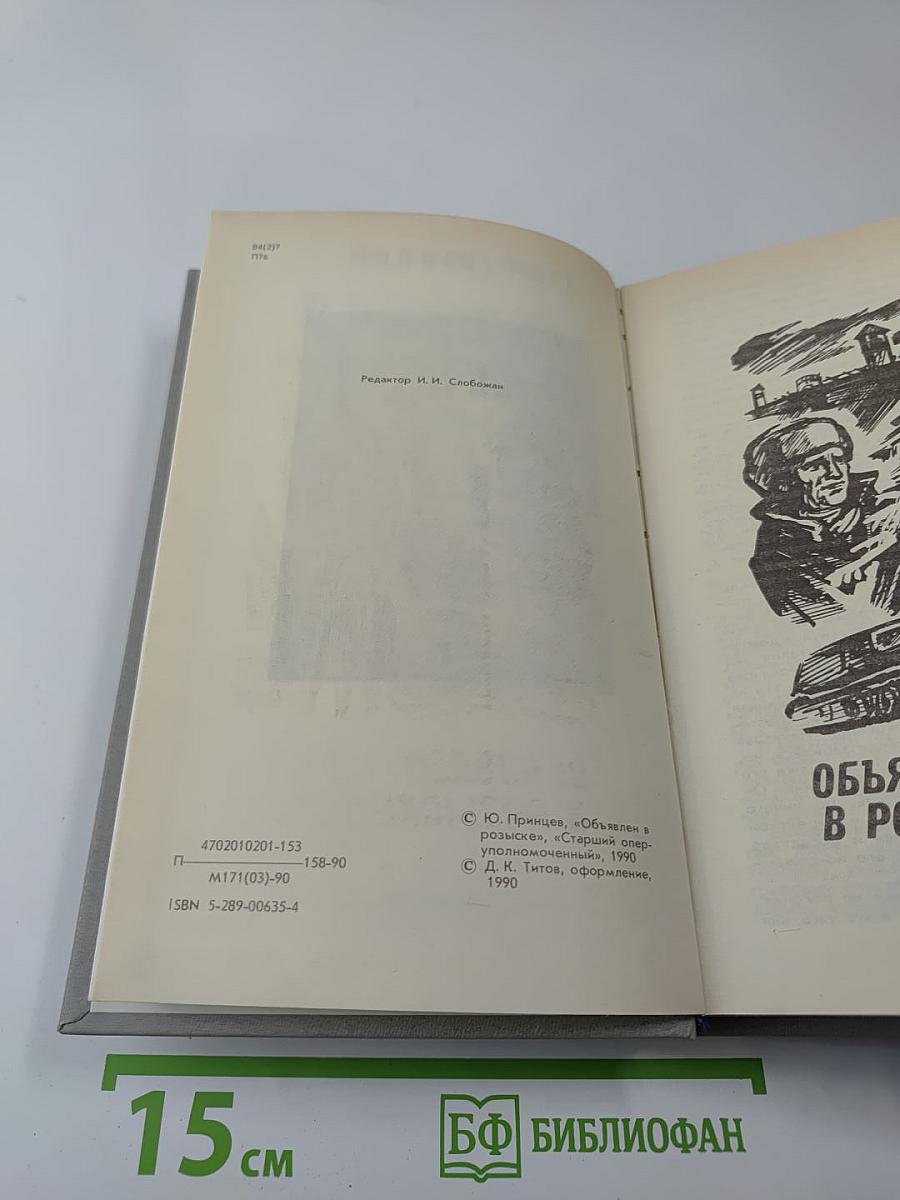 84(2)7
П76
Редактор И. И. Слобожан
4702010201-153
П————158-90
М171(03)-90
ISBN 5-289-00635-4
© Ю. Принцев, «Объявлен в
розыске», «Старший опер-
уполномоченный», 1990
© Д. К. Титов, оформление,
1990
ОБЪЯ
В РО
15 см
БФ БИБЛИОФАН